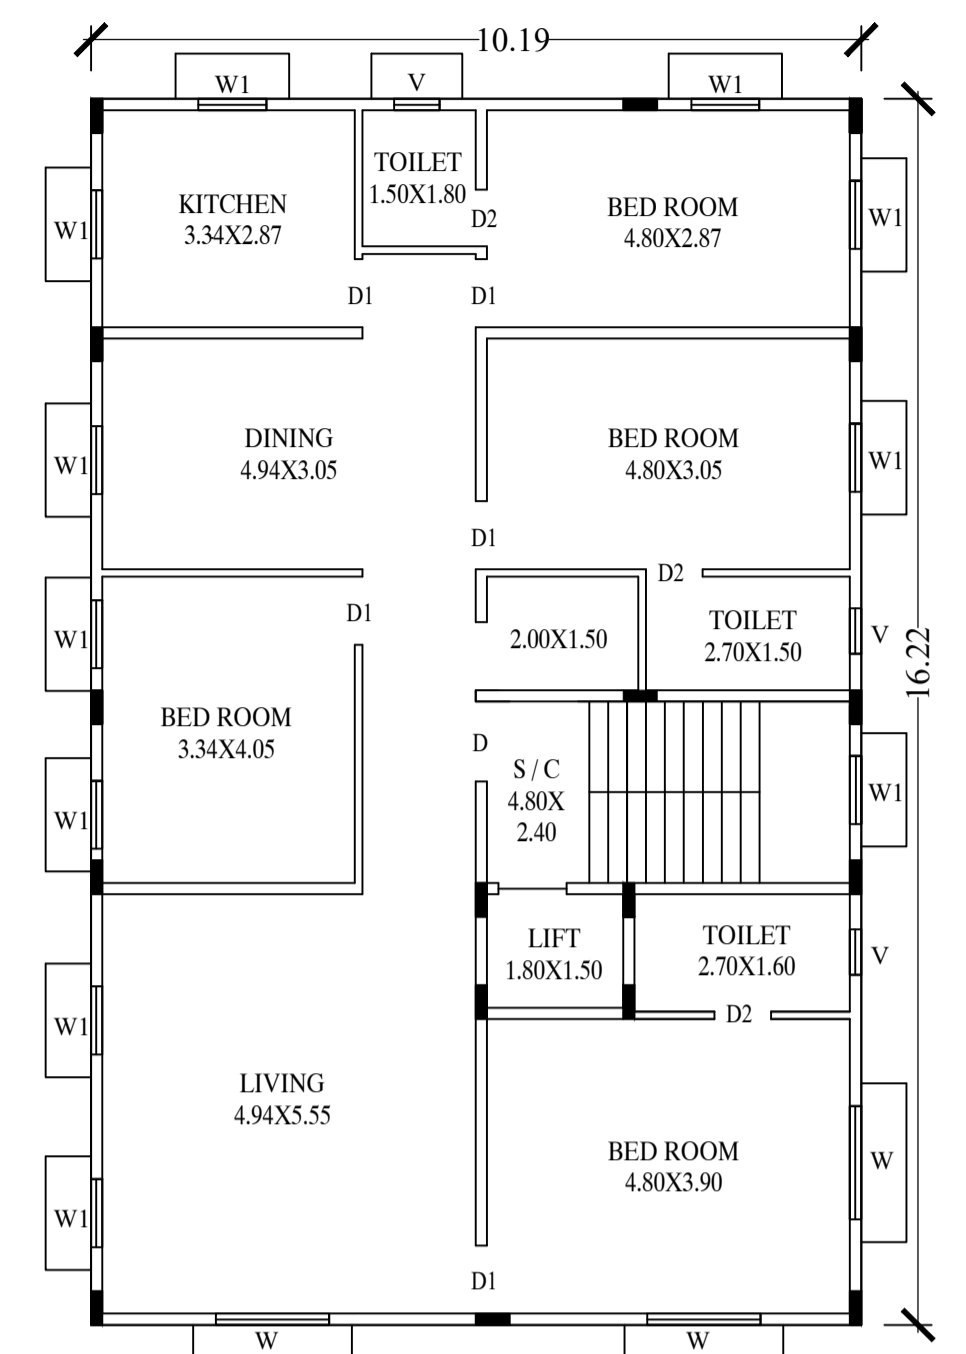 10.19
W1
V
W1
TOILET
1.50X1.80
KITCHEN
3.34X2.87
D2
BED ROOM
4.80X2.87
W1
W1
D1
D1
DINING
4.94X3.05
BED ROOM
4.80X3.05
W1
W1
D1
D2
D1
2.00X1.50
TOILET
2.70X1.50
V
W1
16.22
BED ROOM
3.34X4.05
D
S / C
4.80X
2.40
W1
W1
LIFT
1.80X1.50
TOILET
2.70X1.60
V
D2
W1
LIVING
4.94X5.55
BED ROOM
4.80X3.90
W
W1
D1
W
W